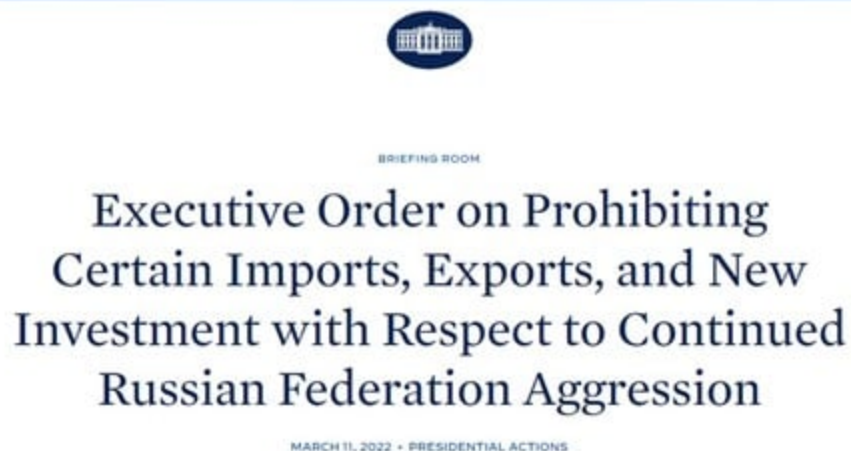 BRIEFING ROOM
Executive Order on Prohibiting
Certain Imports, Exports, and New
Investment with Respect to Continued
Russian Federation Aggression
MARCH 11, 2022 • PRESIDENTIAL ACTIONS